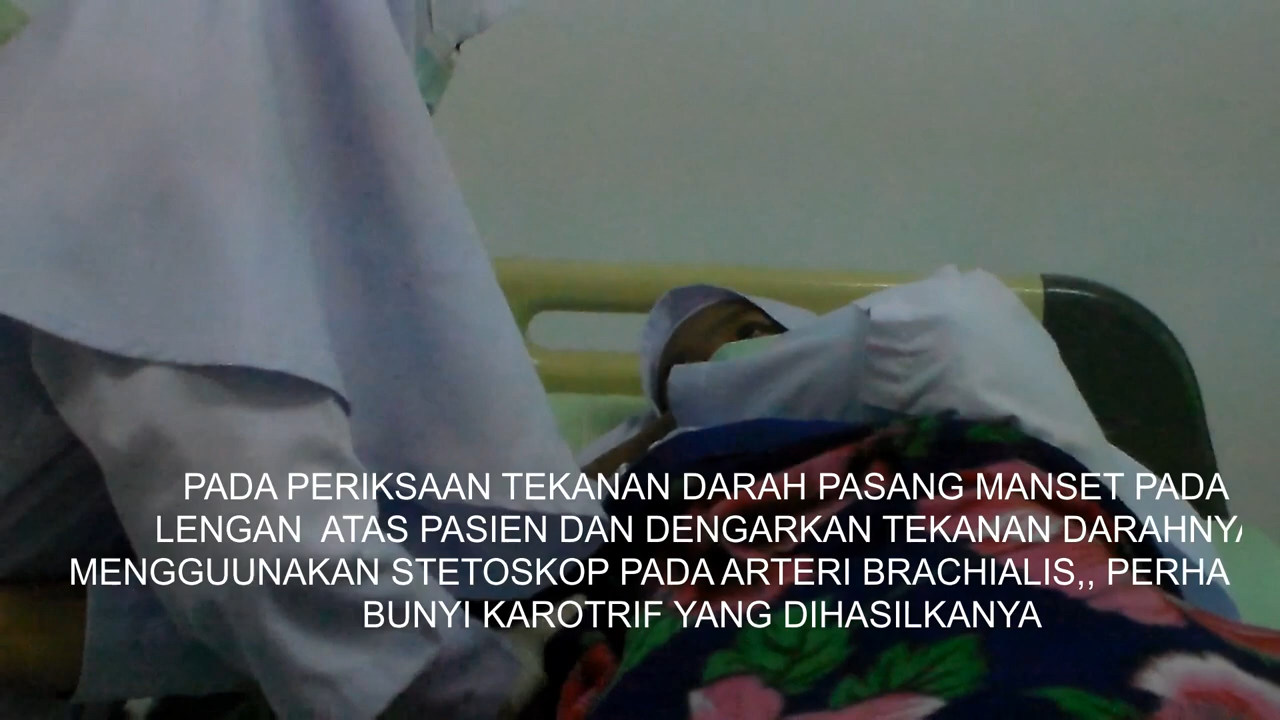 PADA PERIKSAAN TEKANAN DARAH PASANG MANSET PADA
LENGAN ATAS PASIEN DAN DENGARKAN TEKANAN DARAHNYA
MENGGUUNAKAN STETOSKOP PADA ARTERI BRACHIALIS,, PERHA
BUNYI KAROTRIF YANG DIHASILKANYA